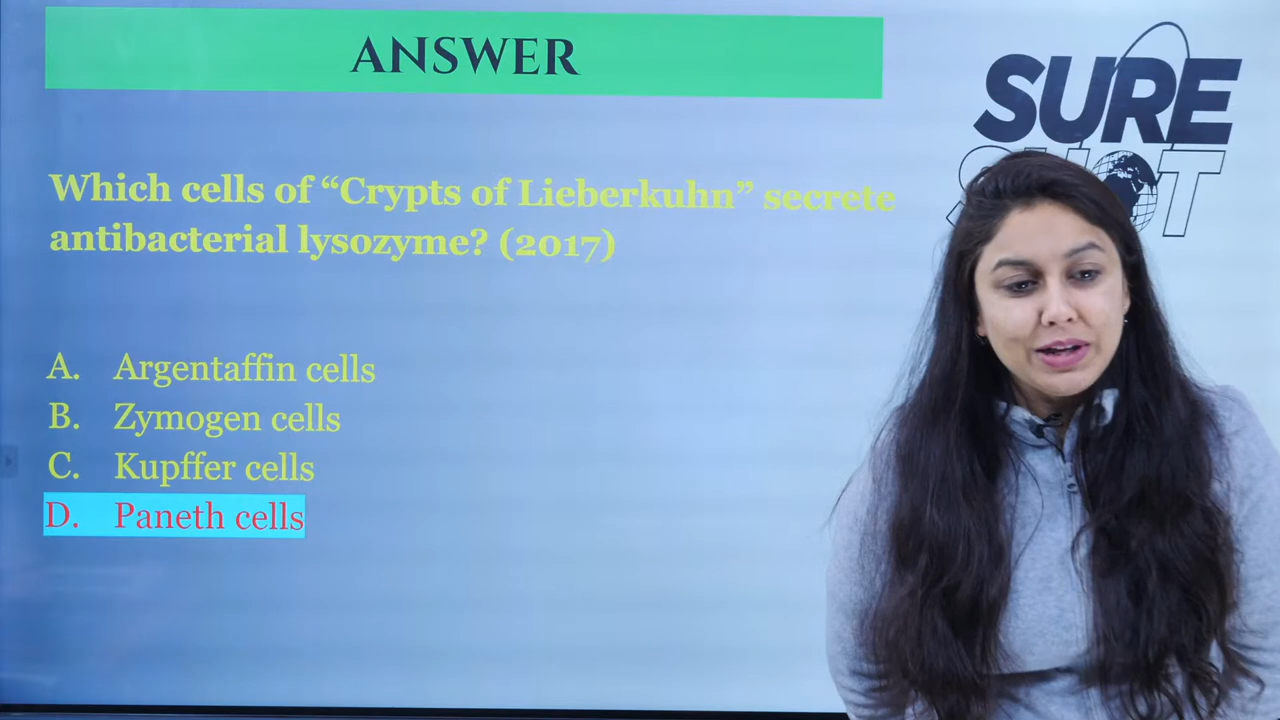 ANSWER
SURE
SHOT
Which cells of “Crypts of Lieberkuhn” secrete
antibacterial lysozyme? (2017)
A. Argentaffin cells
B. Zymogen cells
C. Kupffer cells
D. Paneth cells